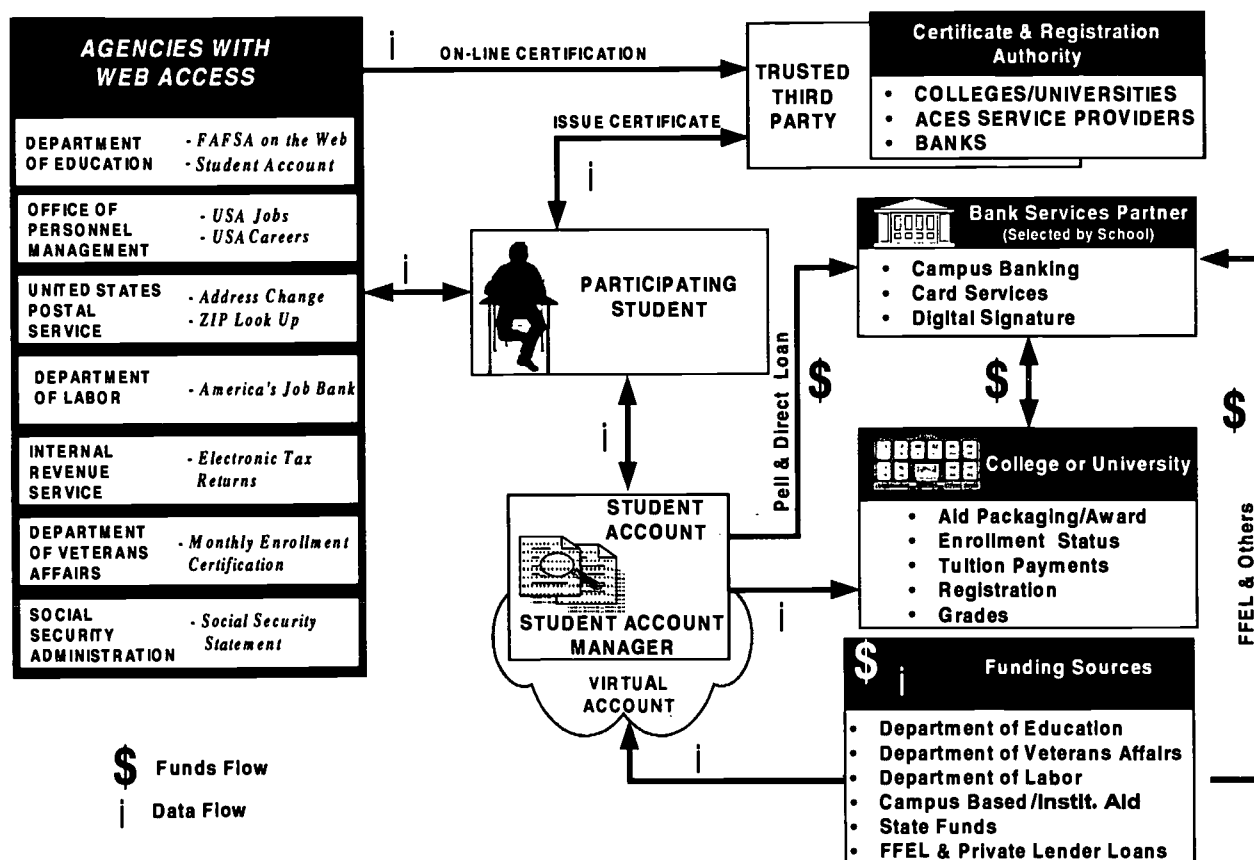 AGENCIES WITH
WEB ACCESS
DEPARTMENT
OF EDUCATION
- FAFSA on the Web
- Student Account
OFFICE OF
PERSONNEL
MANAGEMENT
- USA Jobs
- USA Careers
UNITED STATES
POSTAL
SERVICE
- Address Change
- ZIP Look Up
DEPARTMENT
OF LABOR
- America's Job Bank
INTERNAL
REVENUE
SERVICE
- Electronic Tax
Returns
DEPARTMENT
OF VETERANS
AFFAIRS
- Monthly Enrollment
Certification
SOCIAL
SECURITY
ADMINISTRATION
- Social Security
Statement
$ Funds Flow
i Data Flow
i ON-LINE CERTIFICATION
ISSUE CERTIFICATE
i
TRUSTED
THIRD
PARTY
Certificate & Registration
Authority
• COLLEGES/UNIVERSITIES
• ACES SERVICE PROVIDERS
• BANKS
i
PARTICIPATING
STUDENT
i
STUDENT
ACCOUNT
STUDENT ACCOUNT
MANAGER
VIRTUAL
ACCOUNT
Pell & Direct Loan
$
Bank Services Partner
(Selected by School)
• Campus Banking
• Card Services
• Digital Signature
$
College or University
• Aid Packaging/Award
• Enrollment Status
• Tuition Payments
• Registration
• Grades
i
$
FFEL & Others
$ i Funding Sources
• Department of Education
• Department of Veterans Affairs
• Department of Labor
• Campus Based/Instit. Aid
• State Funds
• FFEL & Private Lender Loans
i